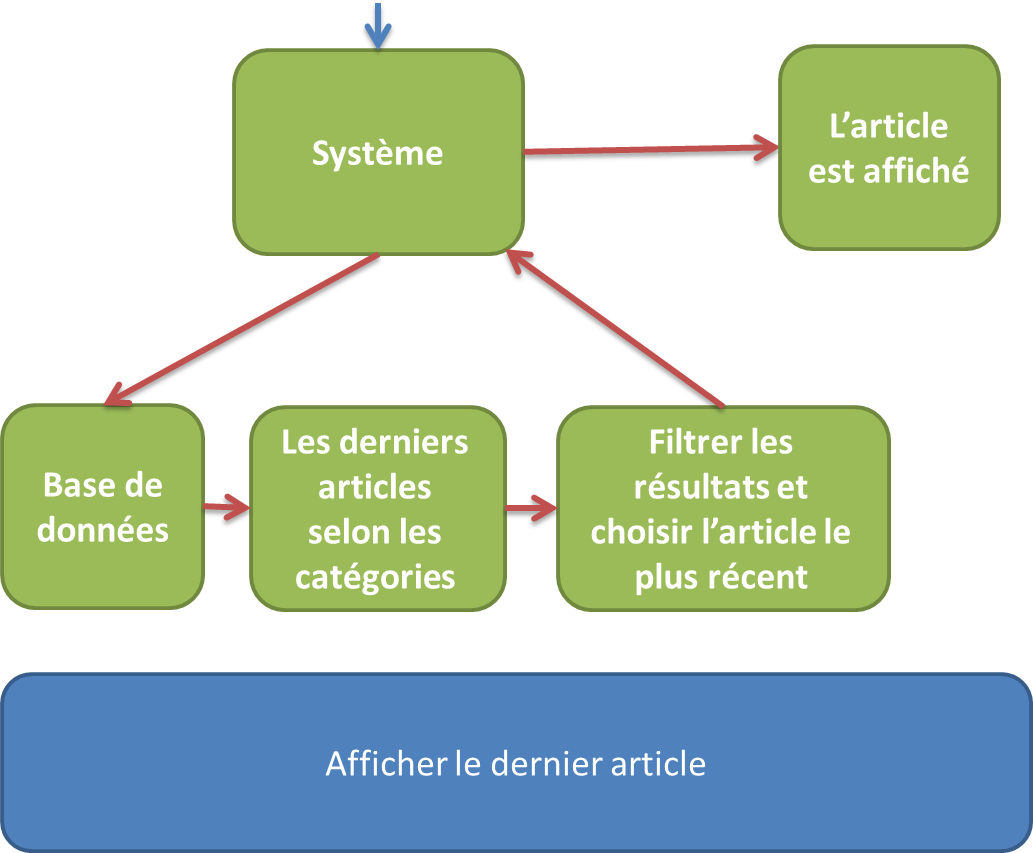 Système
L’article
est affiché
Base de
données
Les derniers
articles
selon les
catégories
Filtrer les
résultats et
choisir l’article le
plus récent
Afficher le dernier article